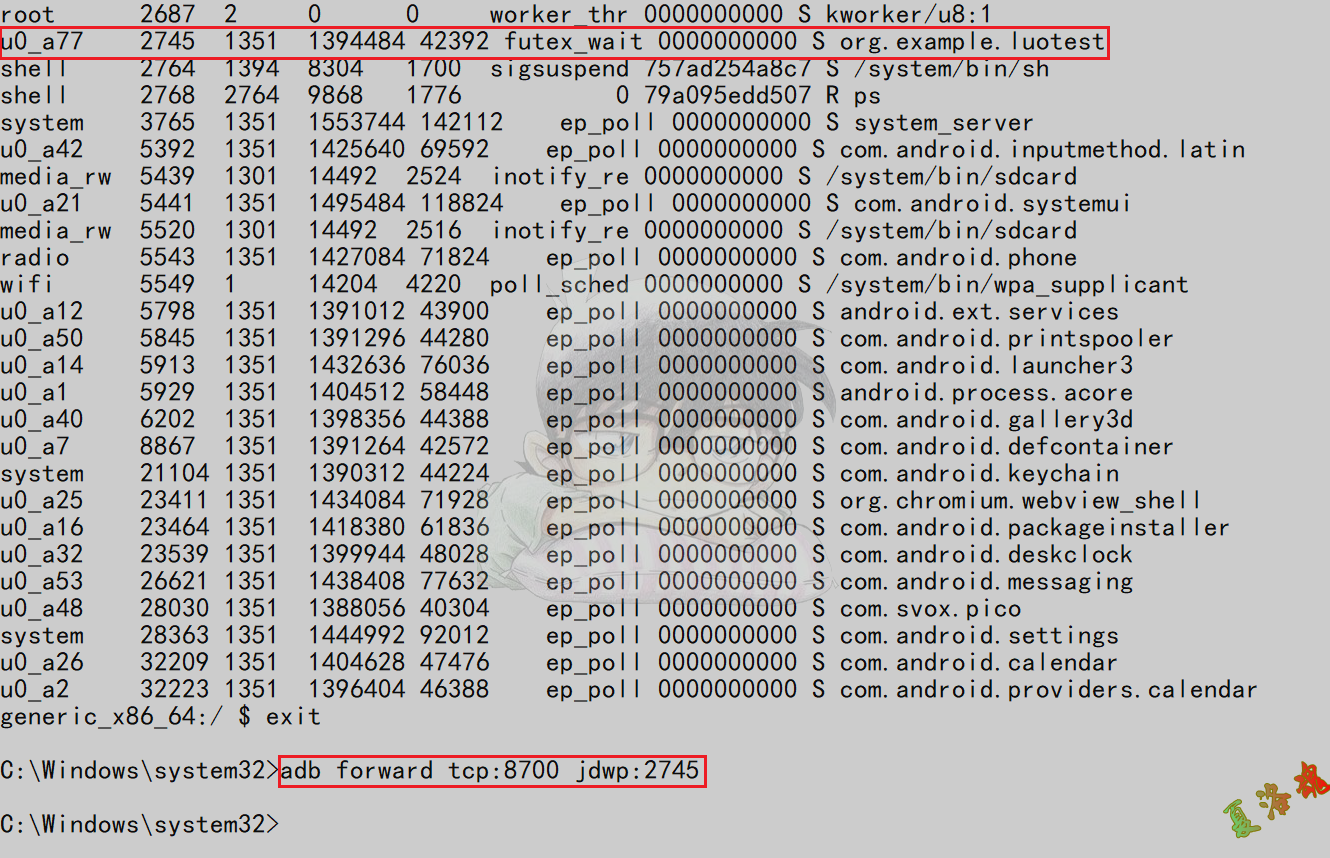 root 2687 2 0 0 worker_thr 0000000000 S kworker/u8:1
u0_a77 2745 1351 1394484 42392 futex_wait 0000000000 S org.example.luotest
shell 2764 1394 8304 1700 sigsuspend 757ad254a8c7 S /system/bin/sh
shell 2768 2764 9868 1776 0 79a095edd507 R ps
system 3765 1351 1553744 142112 ep_poll 0000000000 S system_server
u0_a42 5392 1351 1425640 69592 ep_poll 0000000000 S com.android.inputmethod.latin
media_rw 5439 1301 14492 2524 inotify_re 0000000000 S /system/bin/sdcard
u0_a21 5441 1351 1495484 118824 ep_poll 0000000000 S com.android.systemui
media_rw 5520 1301 14492 2516 inotify_re 0000000000 S /system/bin/sdcard
radio 5543 1351 1427084 71824 ep_poll 0000000000 S com.android.phone
wifi 5549 1 14204 4220 poll_sched 0000000000 S /system/bin/wpa_supplicant
u0_a12 5798 1351 1391012 43900 ep_poll 0000000000 S android.ext.services
u0_a50 5845 1351 1391296 44280 ep_poll 0000000000 S com.android.printspooler
u0_a14 5913 1351 1432636 76036 ep_poll 0000000000 S com.android.launcher3
u0_a1 5929 1351 1404512 58448 ep_poll 0000000000 S android.process.acore
u0_a40 6202 1351 1398356 44388 ep_poll 0000000000 S com.android.gallery3d
u0_a7 8867 1351 1391264 42572 ep_poll 0000000000 S com.android.defcontainer
system 21104 1351 1390312 44224 ep_poll 0000000000 S com.android.keychain
u0_a25 23411 1351 1434084 71928 ep_poll 0000000000 S org.chromium.webview_shell
u0_a16 23464 1351 1418380 61836 ep_poll 0000000000 S com.android.packageinstaller
u0_a32 23539 1351 1399944 48028 ep_poll 0000000000 S com.android.deskclock
u0_a53 26621 1351 1438408 77632 ep_poll 0000000000 S com.android.messaging
u0_a48 28030 1351 1388056 40304 ep_poll 0000000000 S com.svox.pico
system 28363 1351 1444992 92012 ep_poll 0000000000 S com.android.settings
u0_a26 32209 1351 1404628 47476 ep_poll 0000000000 S com.android.calendar
u0_a2 32223 1351 1396404 46388 ep_poll 0000000000 S com.android.providers.calendar
generic_x86_64:/ $ exit
C:\Windows\system32>adb forward tcp:8700 jdwp:2745
C:\Windows\system32>